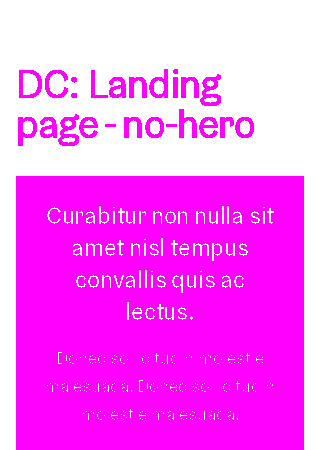 DC: Landing
page - no-hero
Curabitur non nulla sit
amet nisl tempus
convallis quis ac
lectus.
Donec sollicitudin molestie
malesuada. Donec sollicitudin
molestie malesuada.